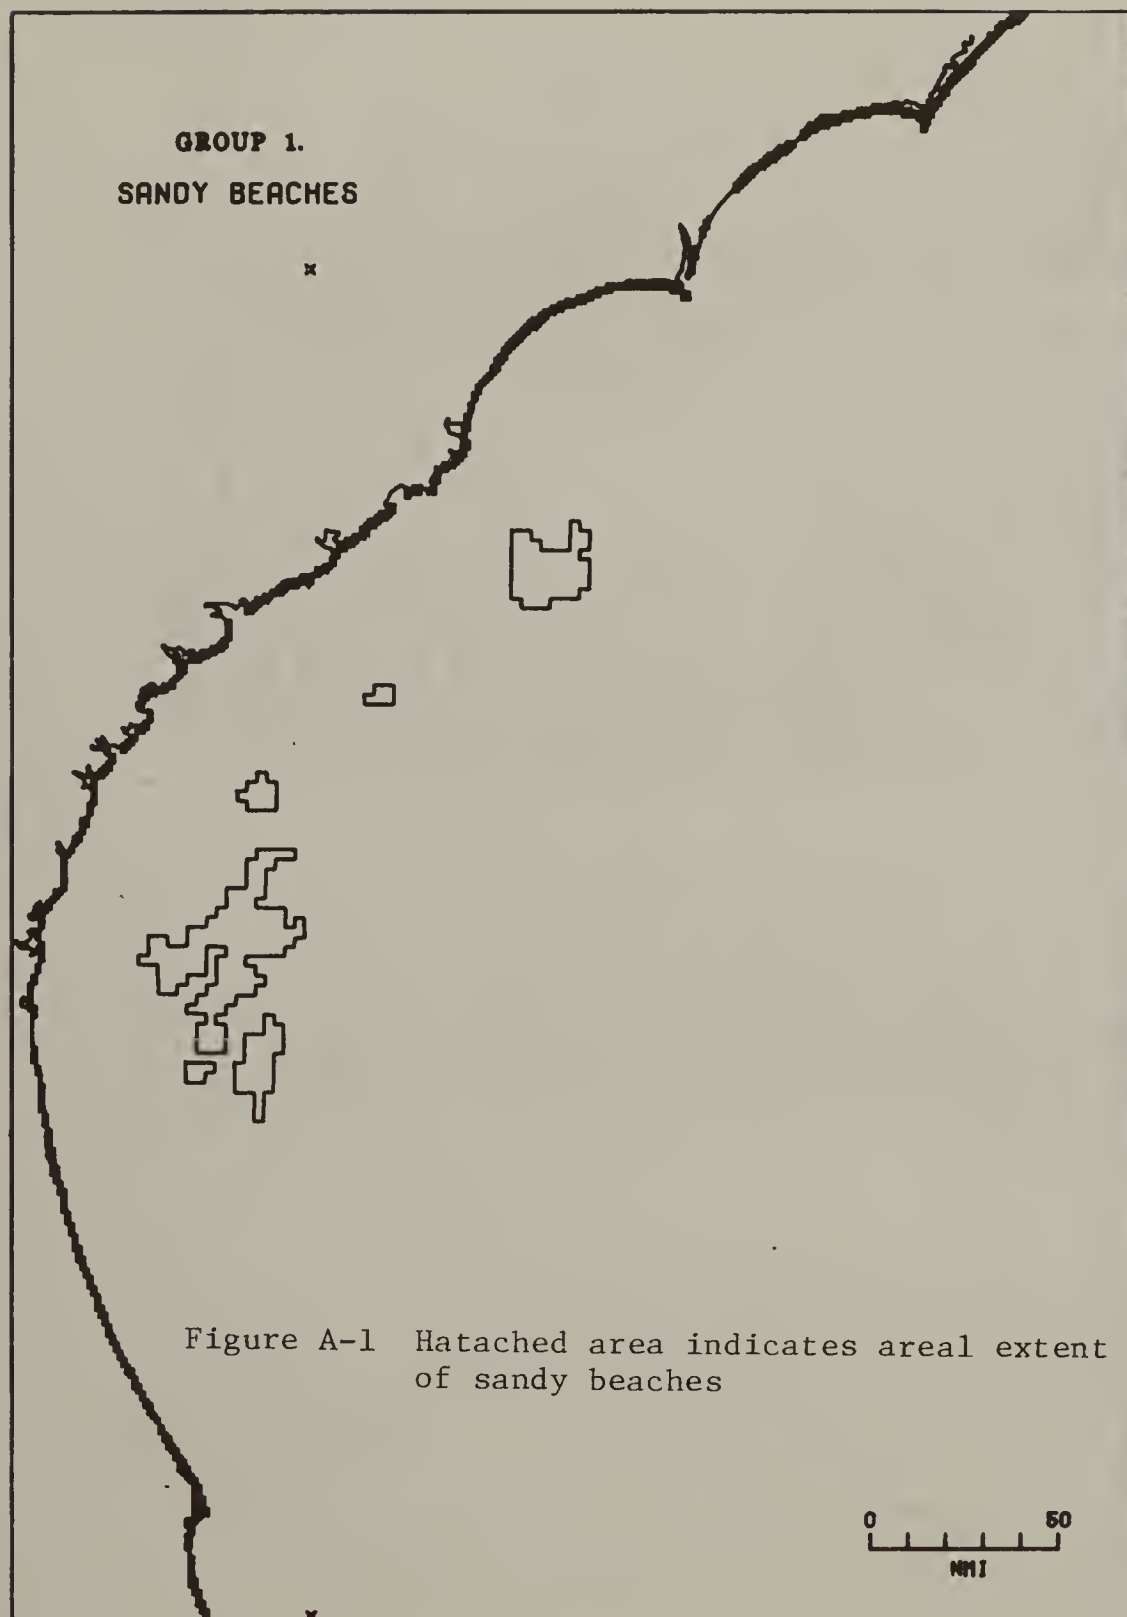 GROUP 1.
SANDY BEACHES
x
Figure A-1 Hatached area indicates areal extent
of sandy beaches
0 50
NMI
x